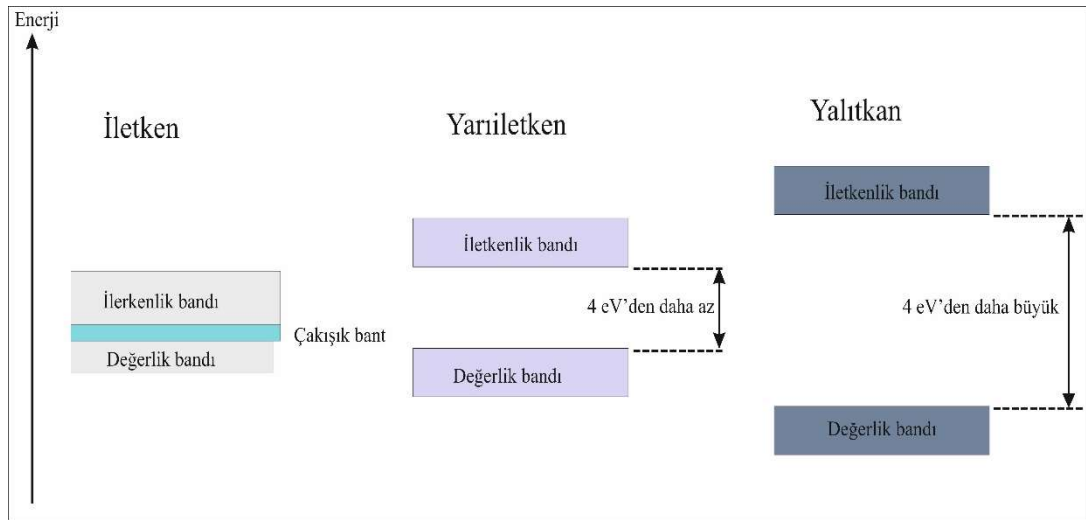 Enerji
İletken
Yarıiletken
Yalıtkan
İlerkenlik bandı
Çakışık bant
Değerlik bandı
İletkenlik bandı
4 eV’den daha az
Değerlik bandı
İletkenlik bandı
4 eV’den daha büyük
Değerlik bandı